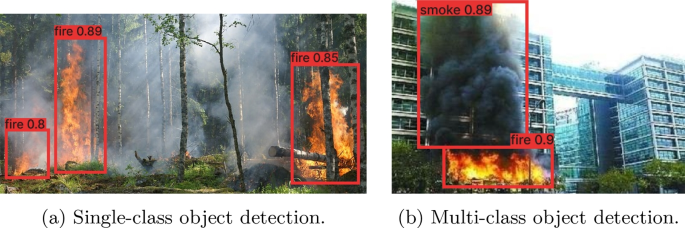 fire 0.89
fire 0.85
fire 0.8
smoke 0.89
fire 0.9
(a) Single-class object detection.
(b) Multi-class object detection.